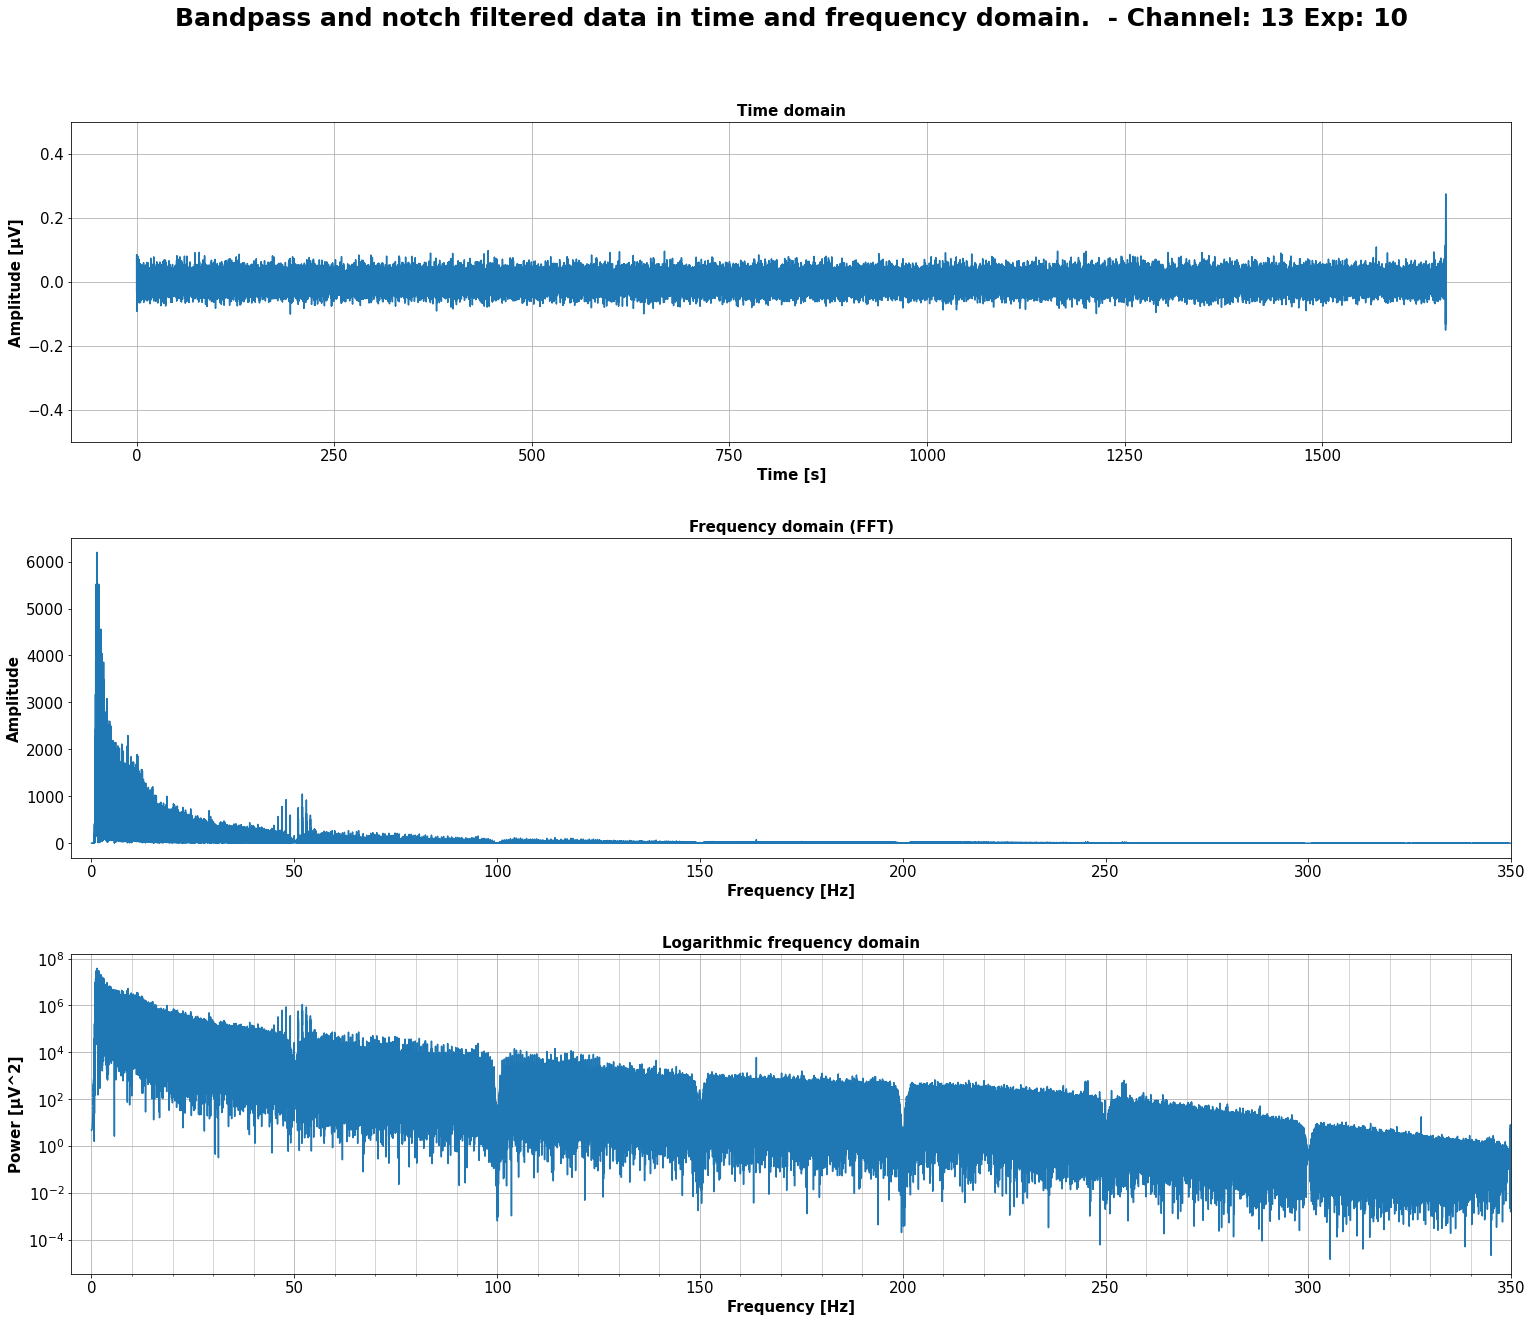 Bandpass and notch filtered data in time and frequency domain.  - Channel: 13 Exp: 10
Time domain
Amplitude [µV]
0.4
0.2
0.0
−0.2
−0.4
0 250 500 750 1000 1250 1500
Time [s]
Frequency domain (FFT)
Amplitude
6000
5000
4000
3000
2000
1000
0
0 50 100 150 200 250 300 350
Frequency [Hz]
Logarithmic frequency domain
Power [µV^2]
10^8
10^6
10^4
10^2
10^0
10^−2
10^−4
0 50 100 150 200 250 300 350
Frequency [Hz]